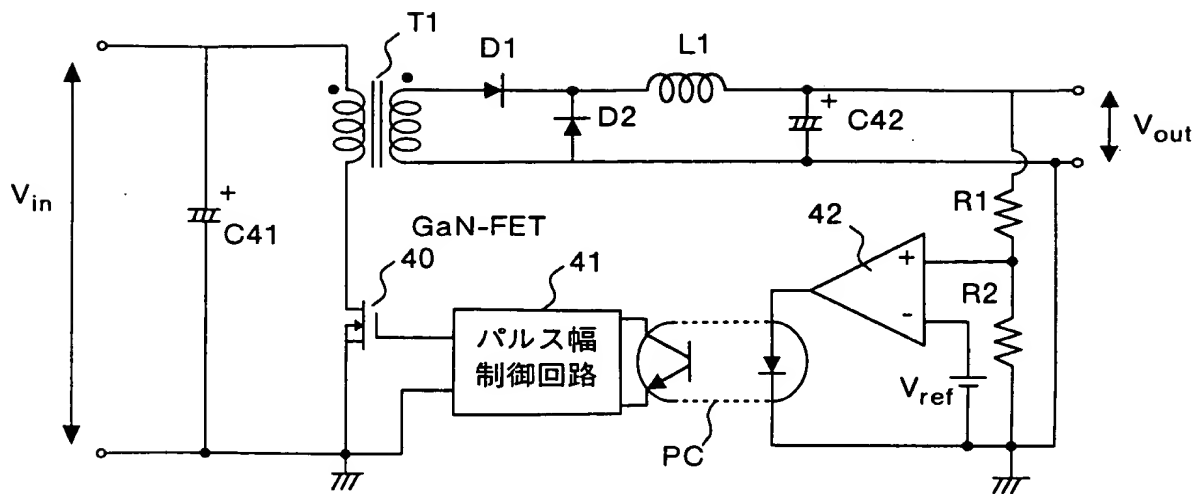 T1
D1
L1
+
D2
C42
Vout
Vin
+
C41
GaN-FET
40
41
パルス幅
制御回路
42
+
-
R1
R2
Vref
PC